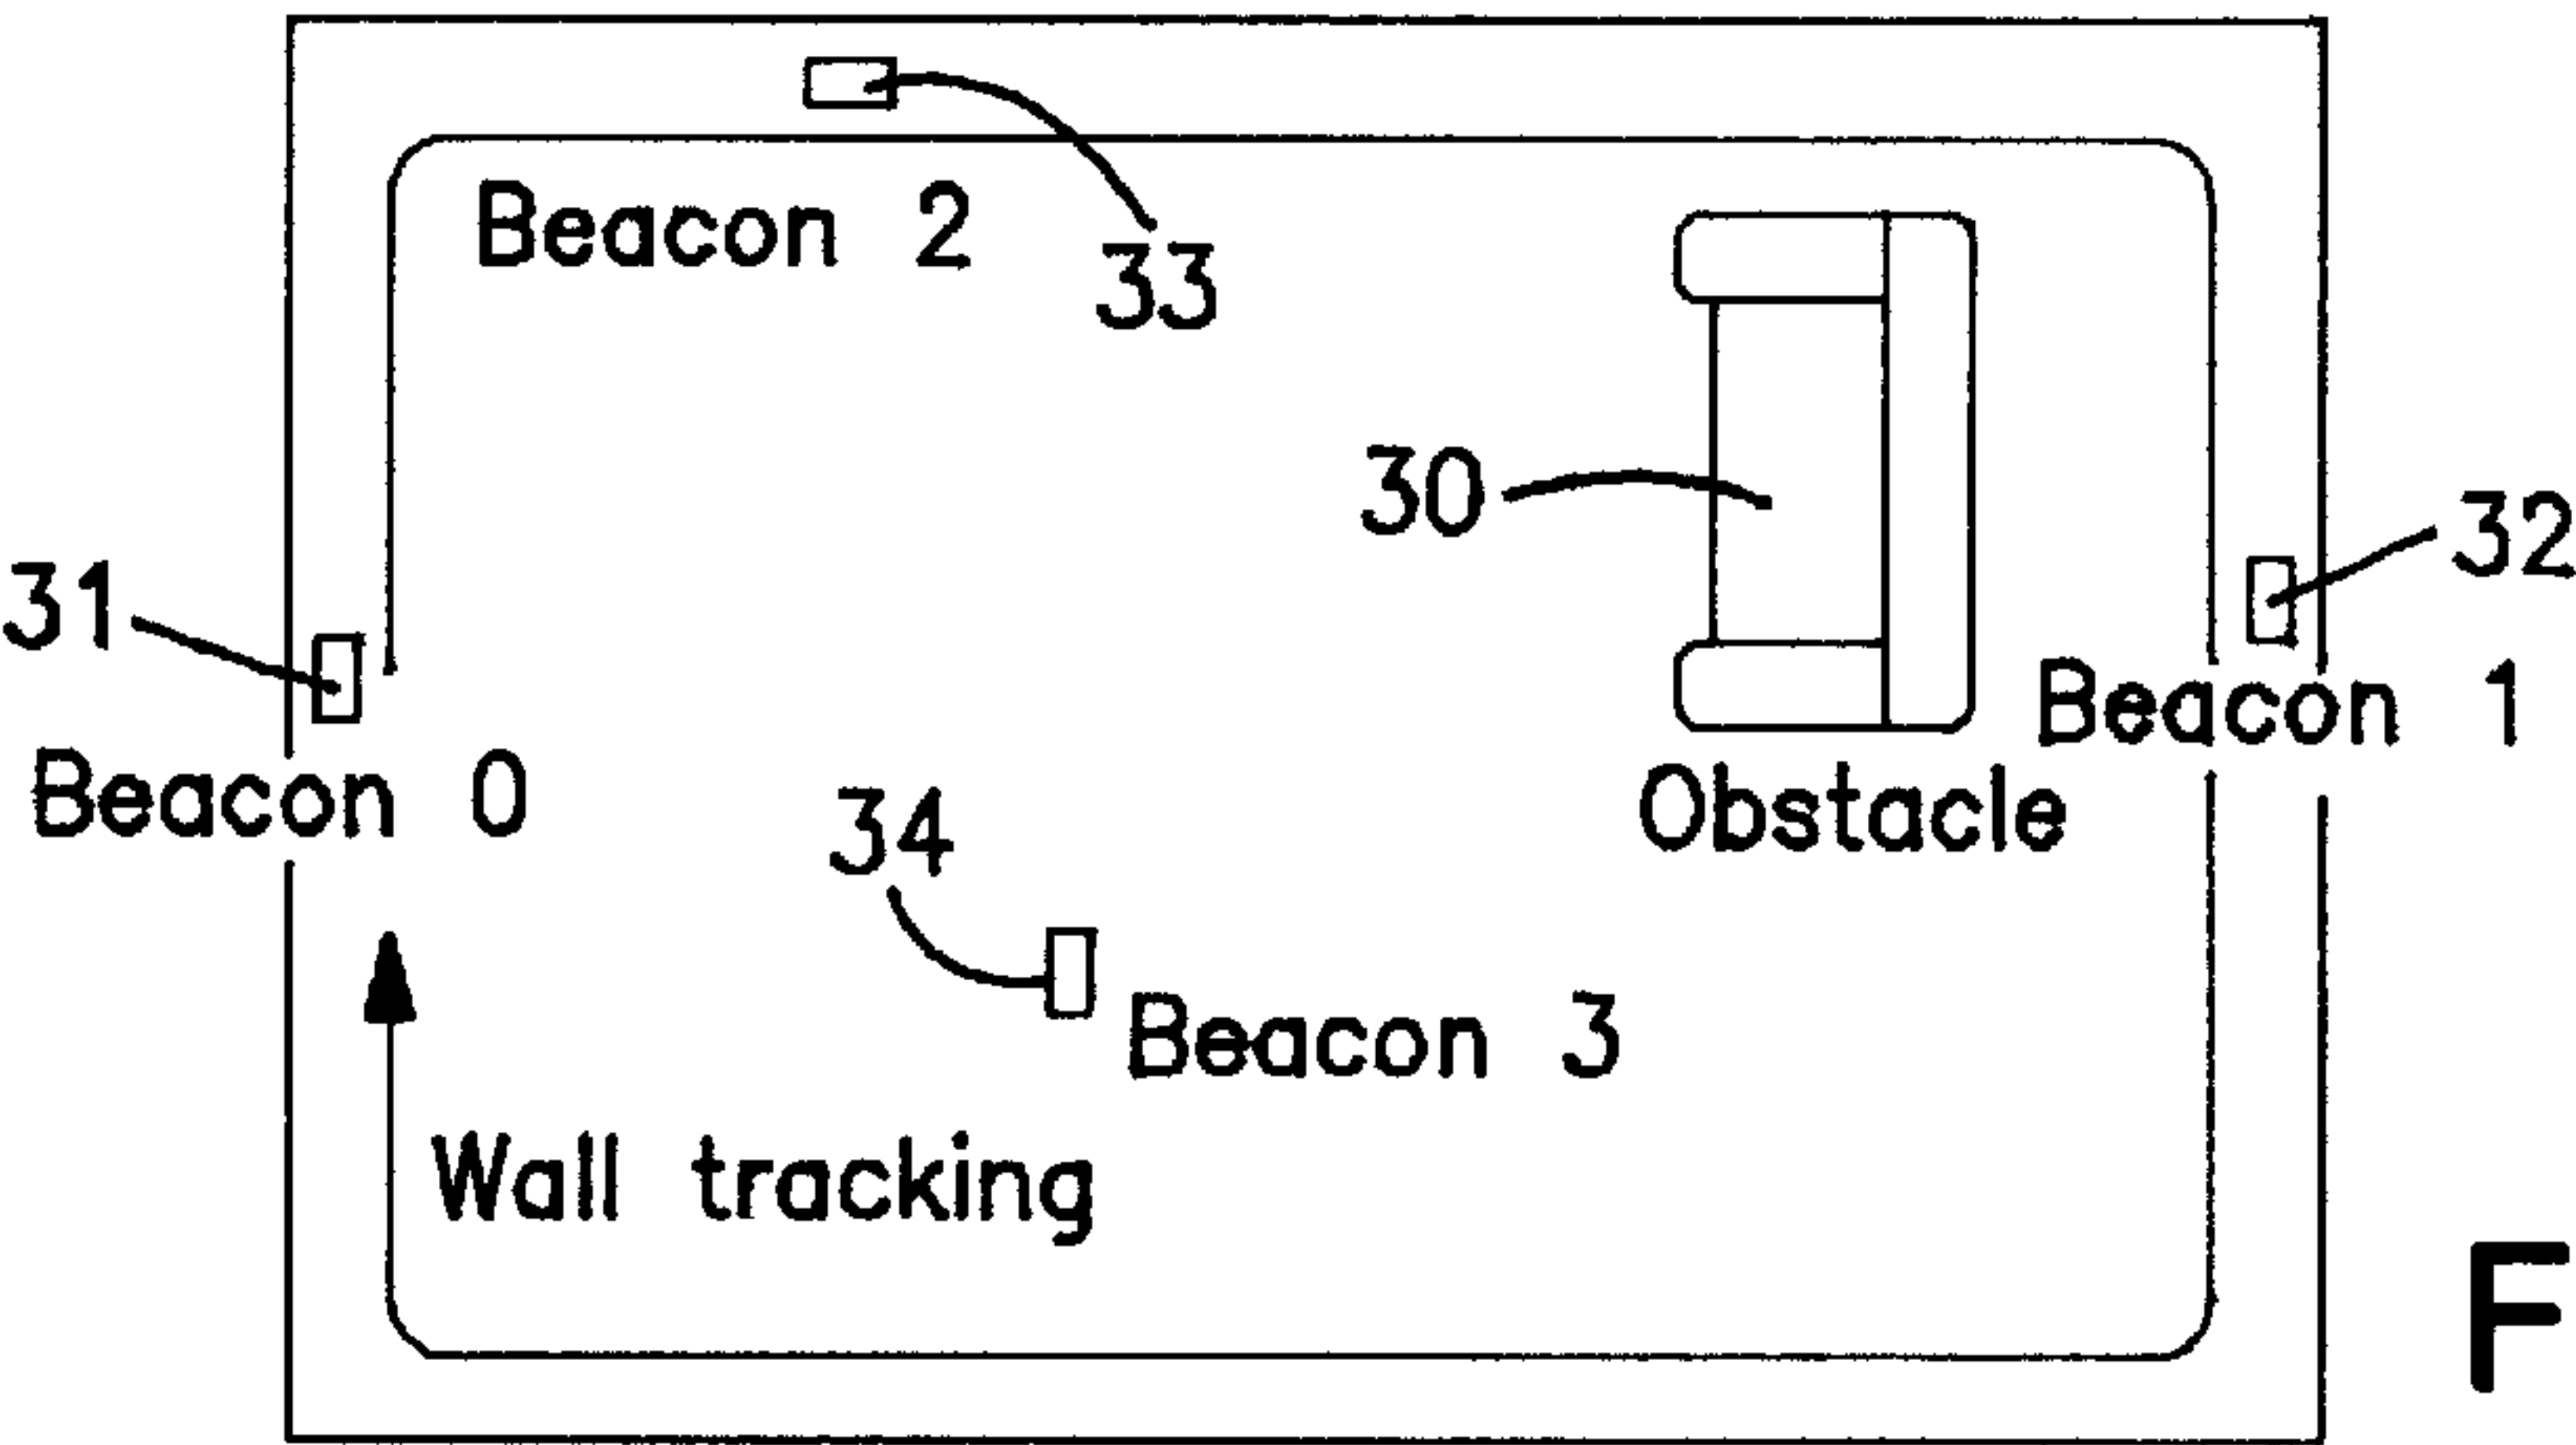 Beacon 2
33
30
32
31
Beacon 1
Beacon 0
34
Obstacle
Beacon 3
Wall tracking
F